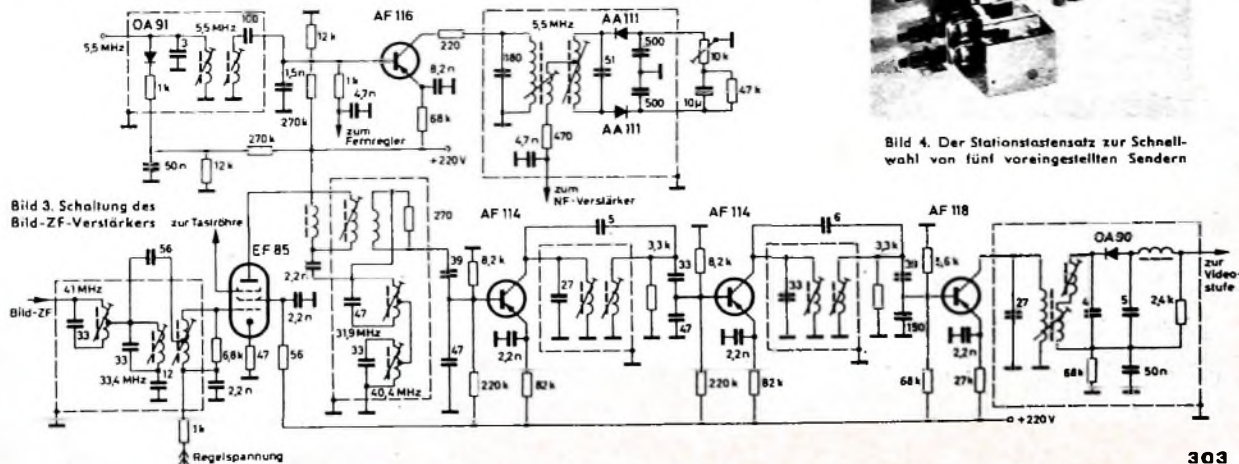 OA 91
AF 116
5,5 MHz
5,5 MHz
100
3
1k
1,5n
270k
12k
1k
4,7n
zum
Fernregler
220
8,2n
68k
+220V
5,5 MHz
180
4,7n
470
zum
NF-Verstärker
AA 111
51
AA 111
500
500
10k
10µ
47k
50n
12k
270k
Bild 4. Der Stationstastensatz zur Schnell-
wahl von fünf voreingestellten Sendern
Bild 3. Schaltung des
Bild-ZF-Verstärkers
zur Taströhre
EF 85
56
41 MHz
Bild-ZF
33
33
33,4 MHz
12
6,8k
47
2,2n
2,2n
56
1k
Regelspannung
2,2n
270
47
31,9 MHz
33
40,4 MHz
39
47
8,2k
AF 114
2,2n
220k
82k
5
27
3,3k
33
47
8,2k
AF 114
2,2n
220k
82k
6
33
3,3k
39
150
5,6k
AF 118
2,2n
68k
27k
27
OA 90
4
5
2,4k
68k
50n
zur
Video-
stufe
+220V
303